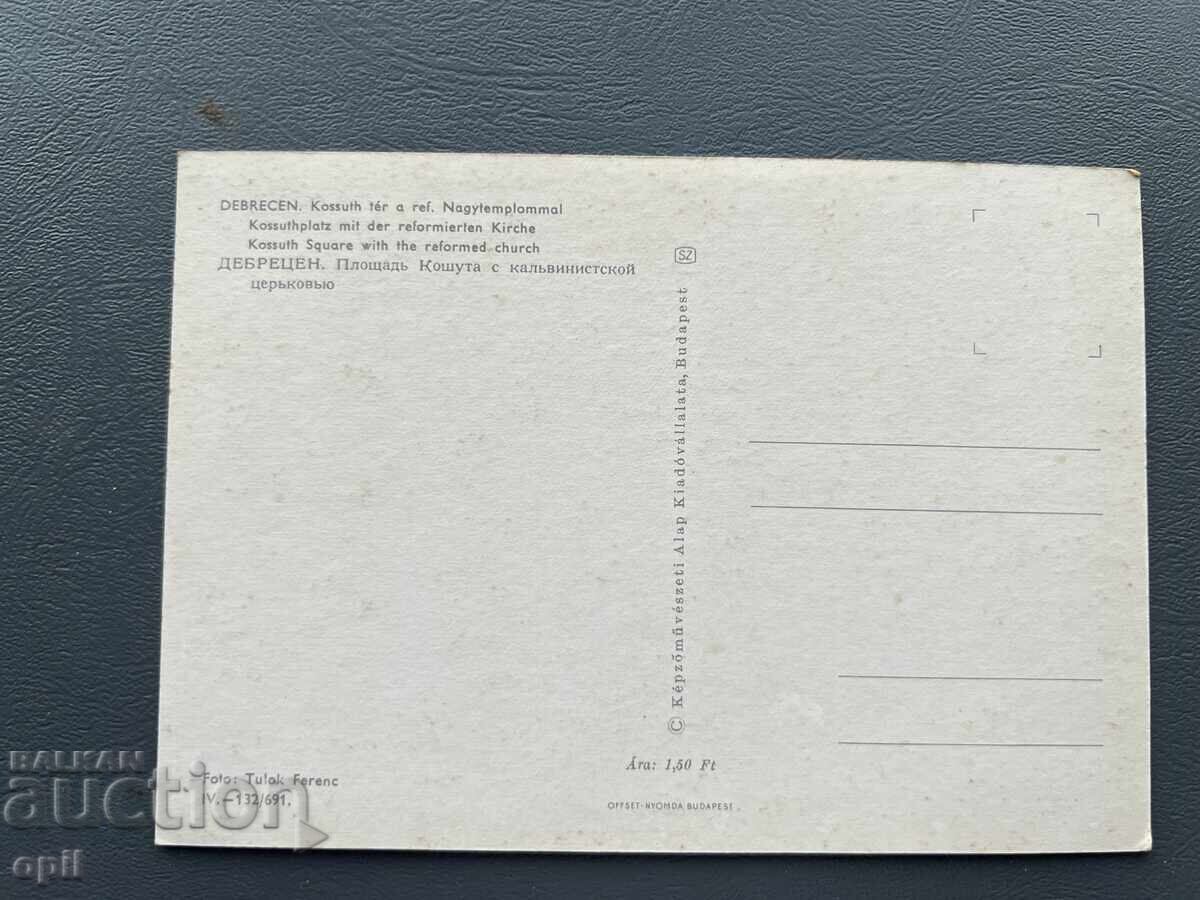 DEBRECEN. Kossuth tér a ref. Nagytemplommal
Kossuthplatz mit der reformierten Kirche
Kossuth Square with the reformed church
ДЕБРЕЦЕН. Площадь Кошута с кальвинистской
церьковью
SZ
© Képzőművészeti Alap Kiadóvállalata, Budapest
Foto: Tulok Ferenc
IV.—132/691.
Ára: 1,50 Ft
OFFSET-NYOMDA BUDAPEST
BALKAN
auction
opil